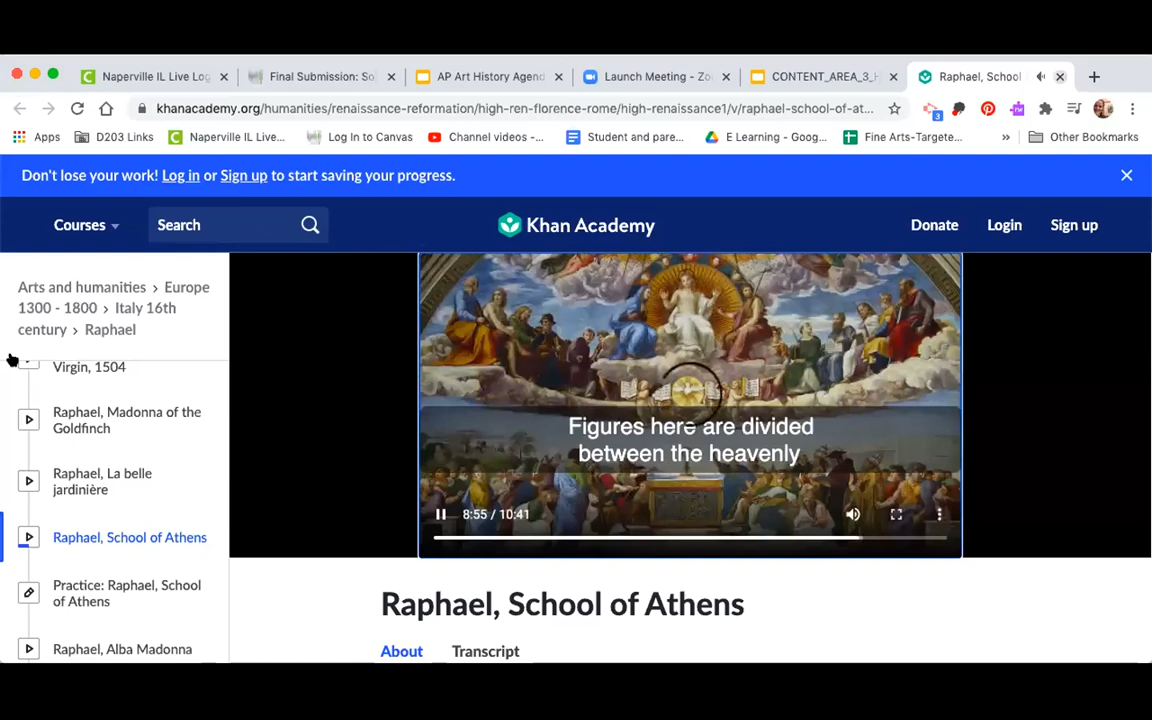 Naperville IL Live Log
Final Submission: So
AP Art History Agend
Launch Meeting - Zo
CONTENT_AREA_3_H
Raphael, School
khanacademy.org/humanities/renaissance-reformation/high-ren-florence-rome/high-renaissance1/v/raphael-school-of-at...
3
Apps
D203 Links
Naperville IL Live...
Log In to Canvas
Channel videos -...
Student and pare...
E Learning - Goog...
Fine Arts-Targete...
»
Other Bookmarks
Don't lose your work! Log in or Sign up to start saving your progress.
Courses
Search
Khan Academy
Donate
Login
Sign up
Arts and humanities > Europe
1300 - 1800 > Italy 16th
century > Raphael
Virgin, 1504
Raphael, Madonna of the
Goldfinch
Raphael, La belle
jardinière
Raphael, School of Athens
Practice: Raphael, School
of Athens
Raphael, Alba Madonna
Figures here are divided
between the heavenly
8:55 / 10:41
Raphael, School of Athens
About
Transcript